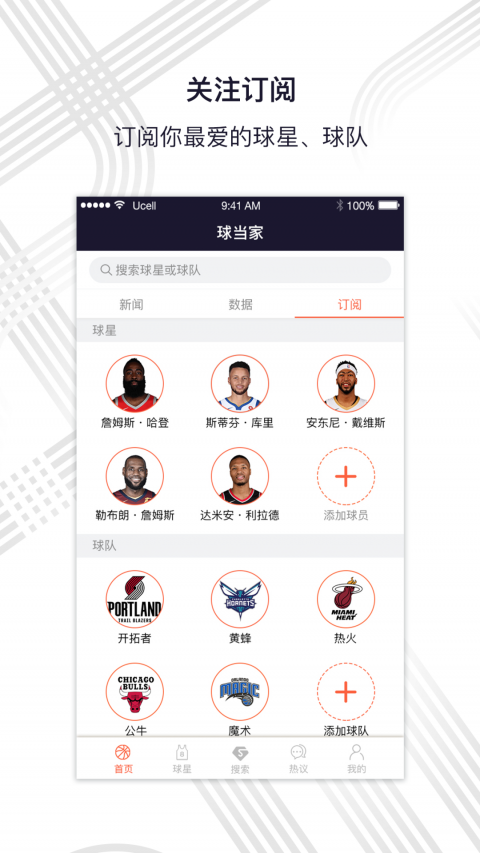 关注订阅
订阅你最爱的球星、球队
Ucell 9:41 AM 100%
球当家
搜索球星或球队
新闻 数据 订阅
球星
詹姆斯·哈登 斯蒂芬·库里 安东尼·戴维斯
勒布朗·詹姆斯 达米安·利拉德 添加球员
球队
PORTLAND
TRAIL BLAZERS
HORNETS
MIAMI
HEAT
开拓者 黄蜂 热火
CHICAGO
BULLS
MAGIC
公牛 魔术 添加球队
首页 球星 搜索 热议 我的